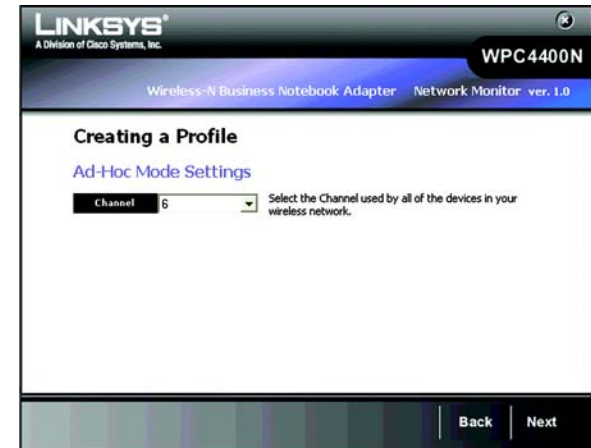 LINKSYS®
A Division of Cisco Systems, Inc.
WPC4400N
Wireless-N Business Notebook Adapter Network Monitor ver. 1.0
Creating a Profile
Ad-Hoc Mode Settings
Channel 6 Select the Channel used by all of the devices in your
wireless network.
Back Next